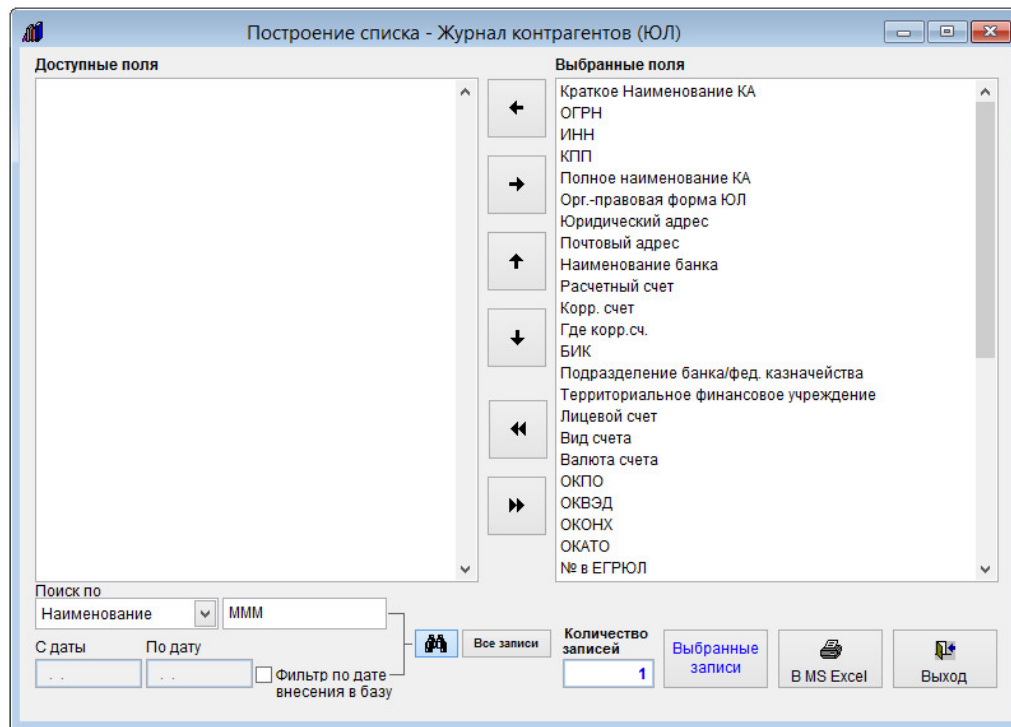 Построение списка - Журнал контрагентов (ЮЛ)
Доступные поля
Выбранные поля
Краткое Наименование КА
ОГРН
ИНН
КПП
Полное наименование КА
Орг.-правовая форма ЮЛ
Юридический адрес
Почтовый адрес
Наименование банка
Расчетный счет
Корр. счет
Где корр.сч.
БИК
Подразделение банка/фед. казначейства
Территориальное финансовое учреждение
Лицевой счет
Вид счета
Валюта счета
ОКПО
ОКВЭД
ОКОНХ
ОКАТО
№ в ЕГРЮЛ
Поиск по
Наименование
МММ
С даты
По дату
. .
. .
Фильтр по дате
внесения в базу
Все записи
Количество
записей
1
Выбранные
записи
В MS Excel
Выход